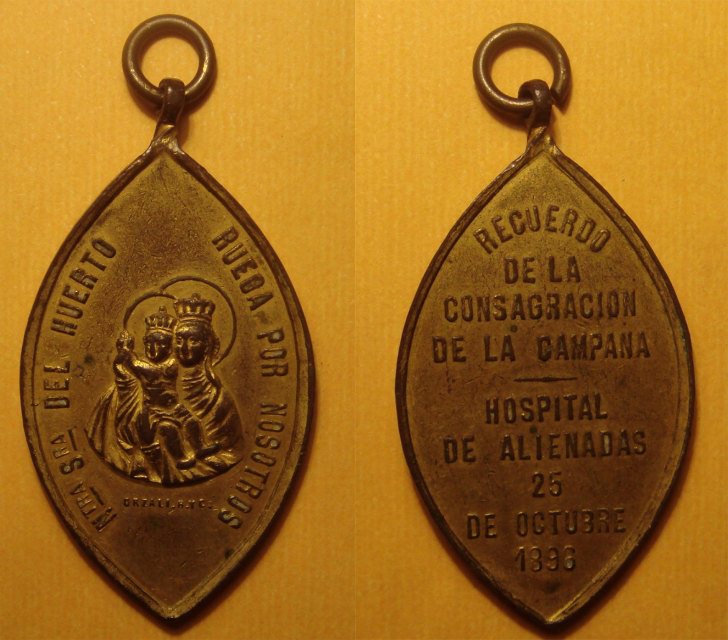 NTRA SRA DEL HUERTO
RUEGA POR NOSOTROS
RECUERDO
DE LA
CONSAGRACION
DE LA CAMPANA
HOSPITAL
DE ALIENADAS
25
DE OCTUBRE
1896